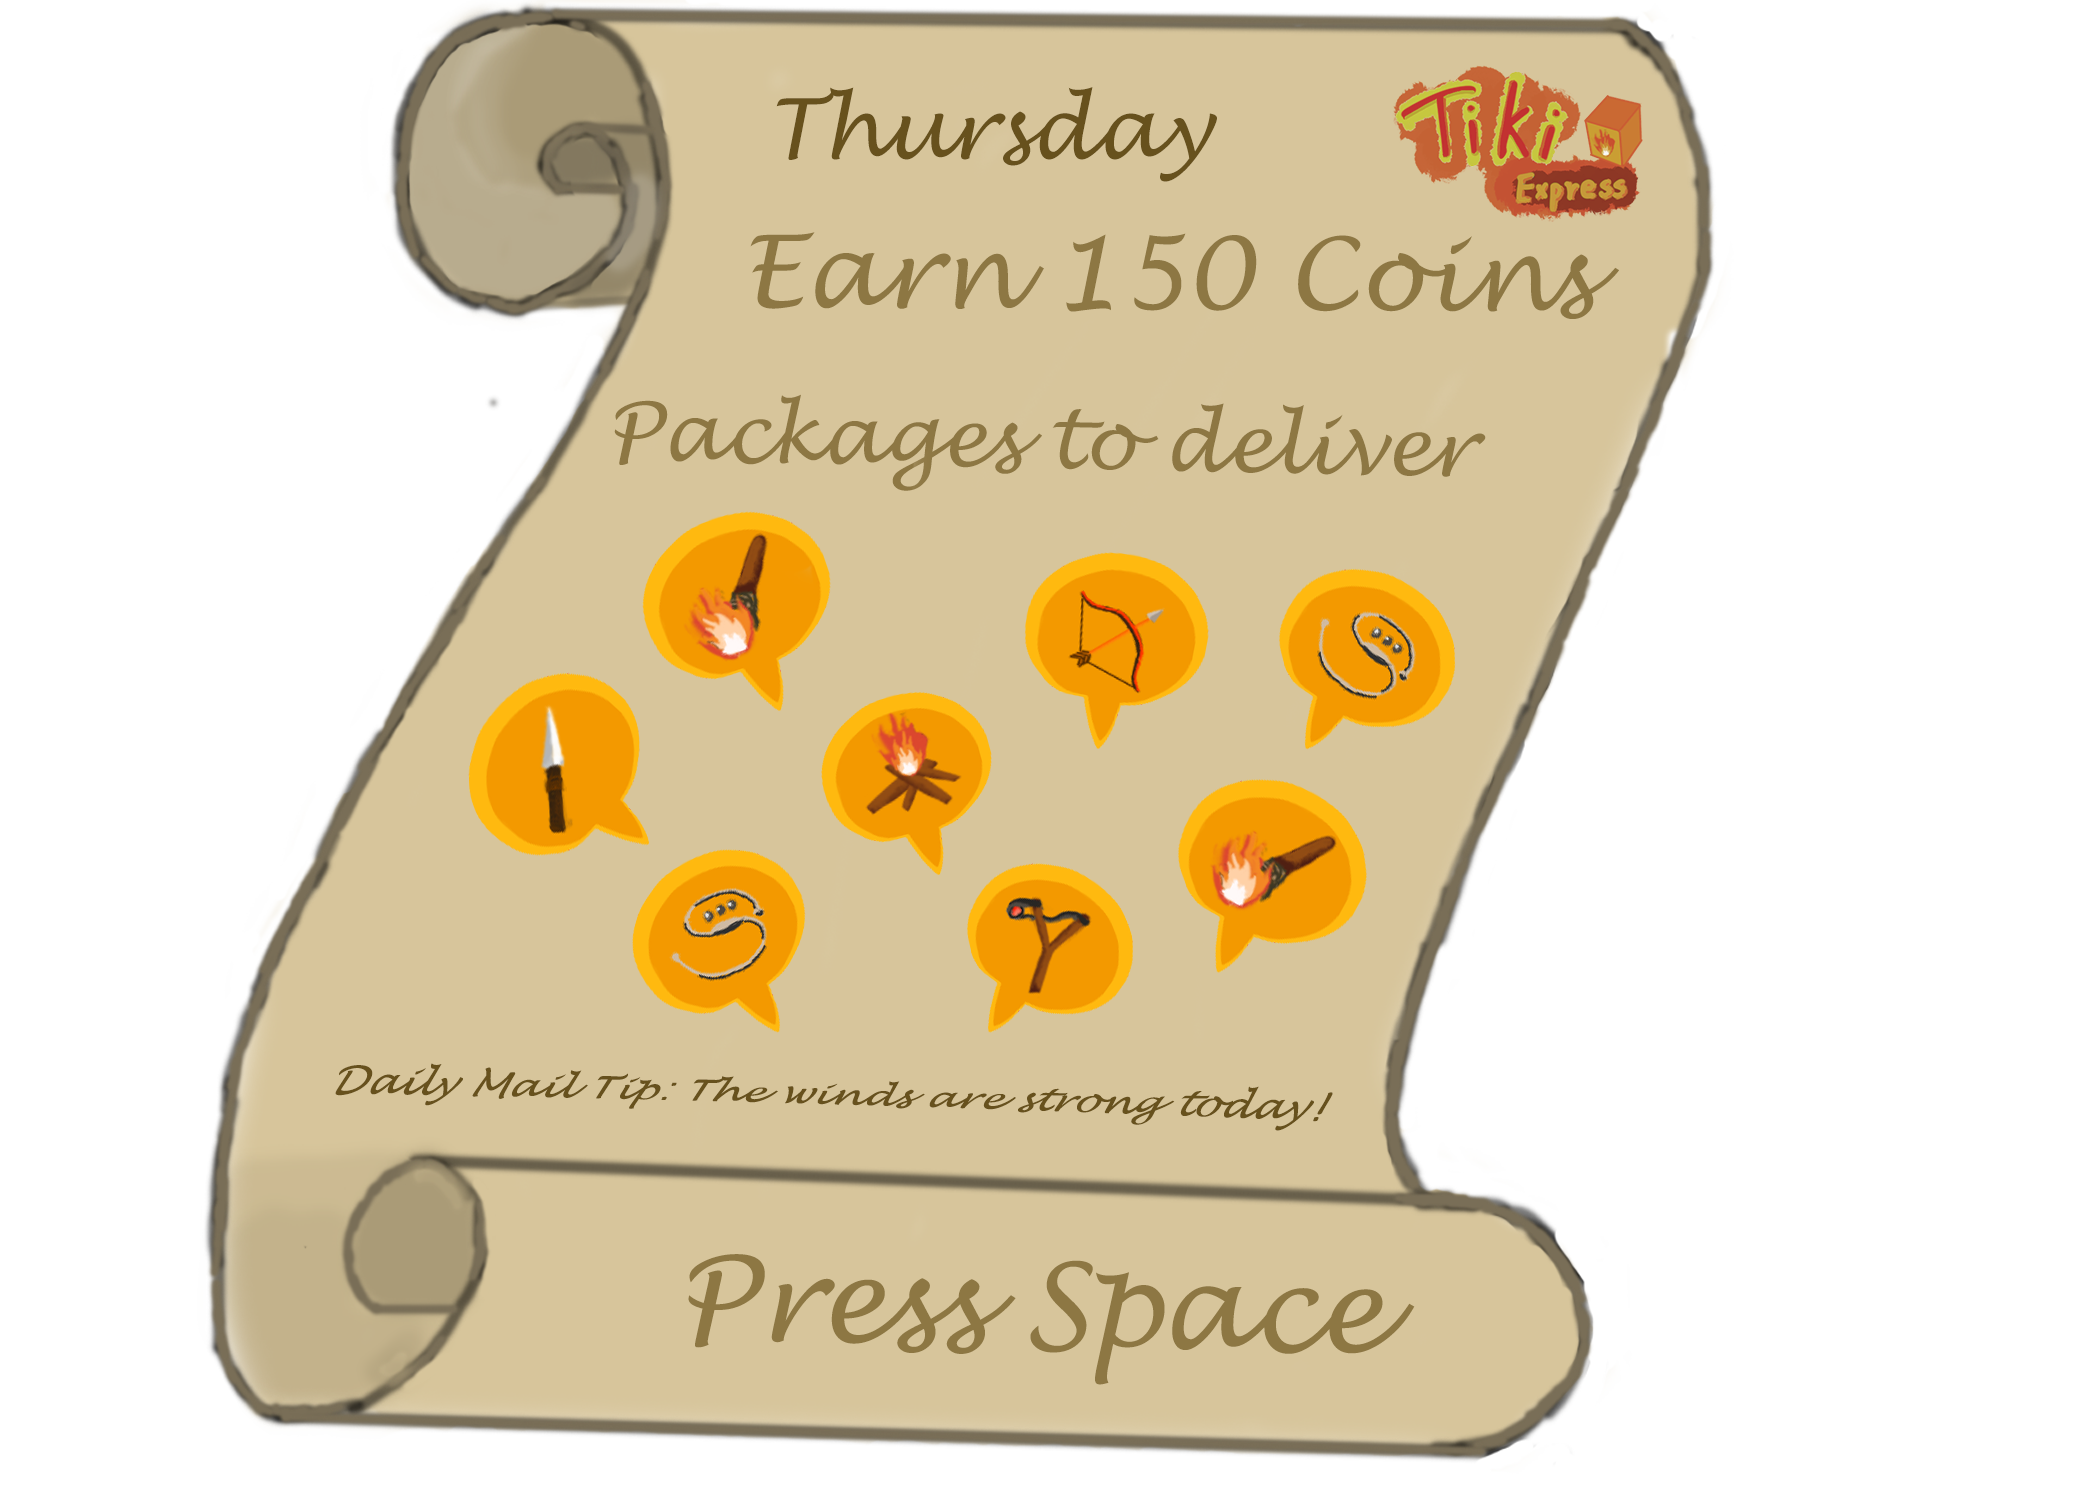 Thursday
Tiki
Express
Earn 150 Coins
Packages to deliver
Daily Mail Tip: The winds are strong today!
Press Space